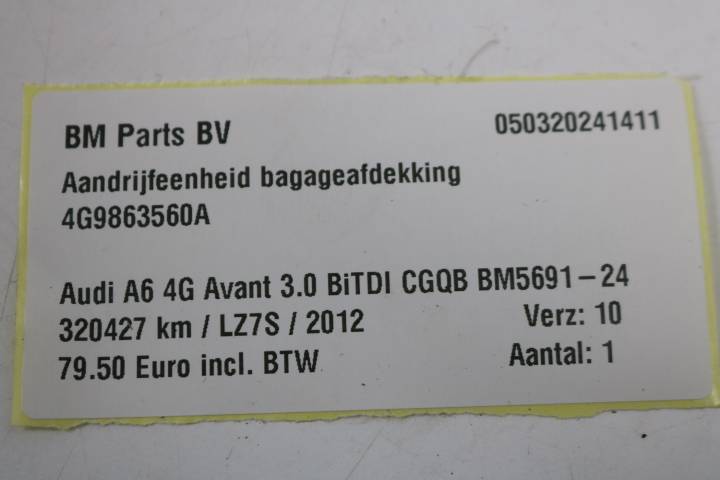 BM Parts BV 050320241411
Aandrijfeenheid bagageafdekking
4G9863560A
Audi A6 4G Avant 3.0 BiTDI CGQB BM5691-24
320427 km / LZ7S / 2012 Verz: 10
79.50 Euro incl. BTW Aantal: 1